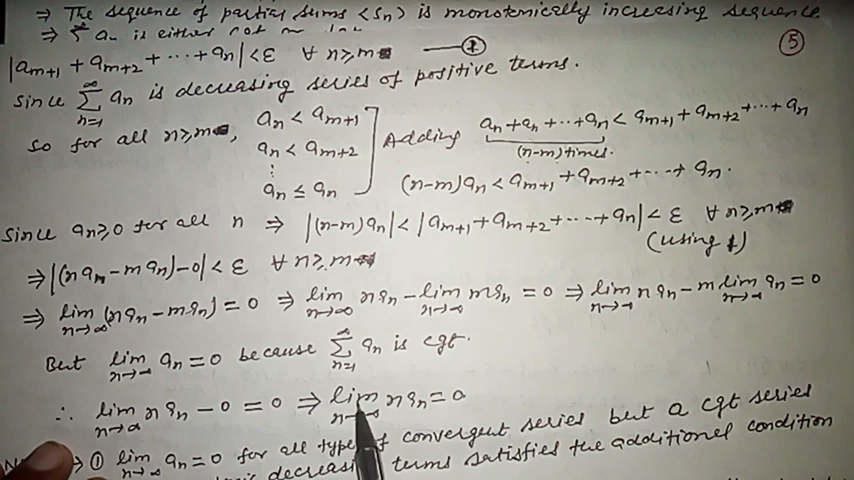 ⇒ The sequence of partial sums <Sn> is monotonically increasing sequence.
⇒ an is either not
⑤
|am+1 + am+2 + ... + an| < ε ∀ n ≥ m —①
Since ∞∑n=1 an is decreasing series of positive terms.
So for all n ≥ m,
an < am+1
an < am+2
⋮
an ≤ an
Adding
an + an + ... + an < am+1 + am+2 + ... + an
(n-m) times.
(n-m)an < am+1 + am+2 + ... + an.
Since an ≥ 0 for all n ⇒ |(n-m)an| < |am+1 + am+2 + ... + an| < ε ∀ n ≥ m
(using 1)
⇒ |(n an - m an) - 0| < ε ∀ n ≥ m
⇒ lim n→∞ (n an - m an) = 0 ⇒ lim n→∞ n an - lim n→∞ m an = 0 ⇒ lim n→∞ n an - m lim n→∞ an = 0
But lim n→∞ an = 0 because ∞∑n=1 an is cgt.
∴ lim n→∞ n an - 0 = 0 ⇒ lim n→∞ n an = 0
⇒ ① lim n→∞ an = 0 for all type of convergent series but a cgt series
decreasing terms satisfies the additional condition